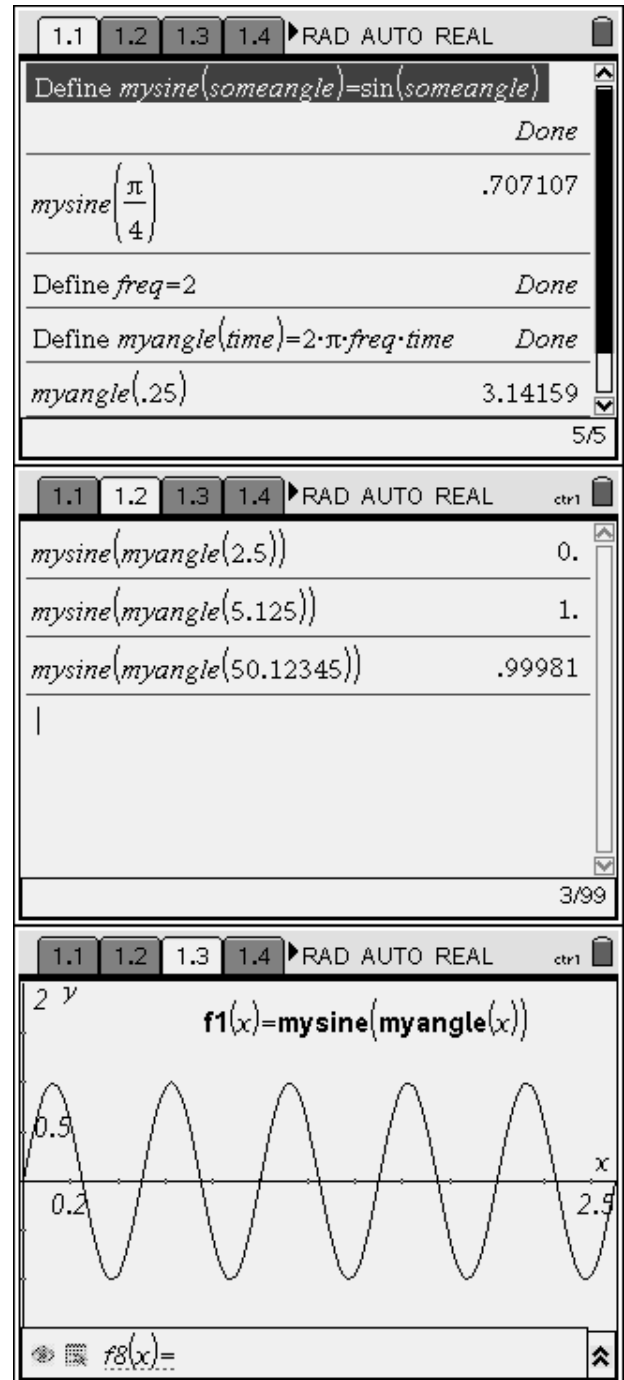 1.1 1.2 1.3 1.4 RAD AUTO REAL
Define mysine(someangle)=sin(someangle)
Done
mysine(π/4) .707107
Define freq=2 Done
Define myangle(time)=2·π·freq·time Done
myangle(.25) 3.14159
5/5
1.1 1.2 1.3 1.4 RAD AUTO REAL ctrl
mysine(myangle(2.5)) 0.
mysine(myangle(5.125)) 1.
mysine(myangle(50.12345)) .99981
3/99
1.1 1.2 1.3 1.4 RAD AUTO REAL ctrl
2 y
f1(x)=mysine(myangle(x))
0.5
x
0.2 2.5
f8(x)=